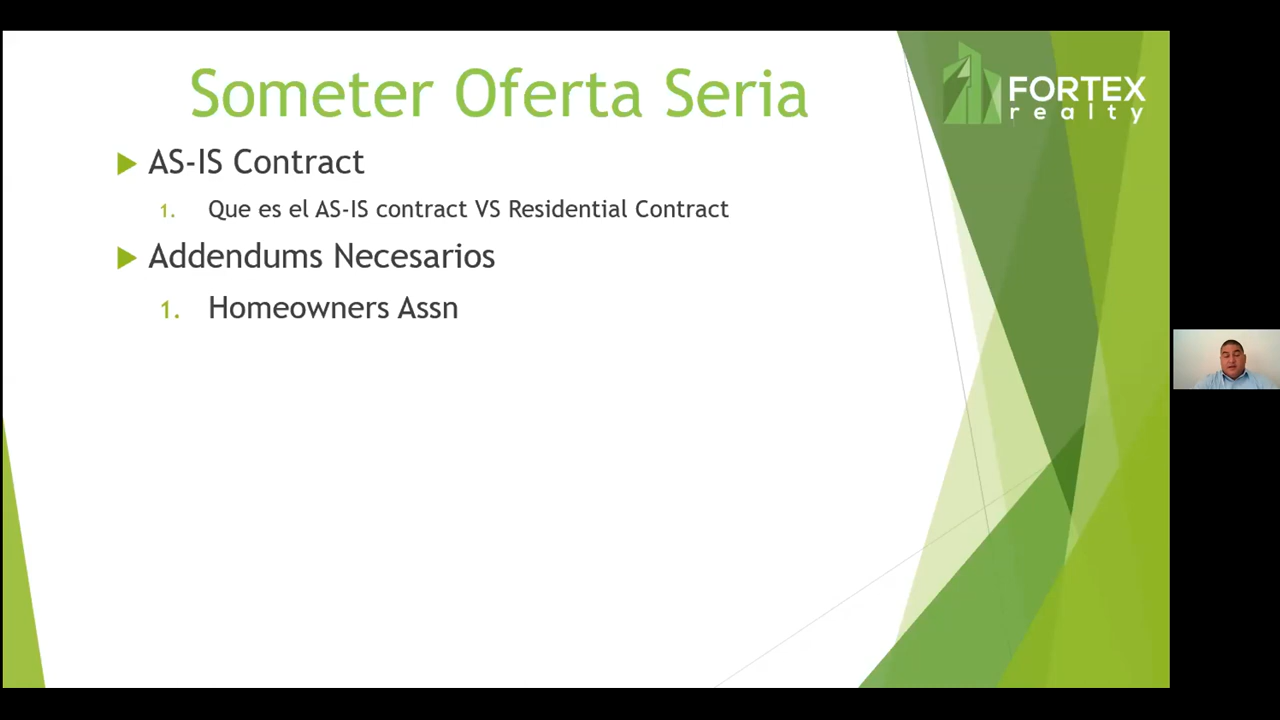 Someter Oferta Seria
FORTEX
realty
AS-IS Contract
1. Que es el AS-IS contract VS Residential Contract
Addendums Necesarios
1. Homeowners Assn